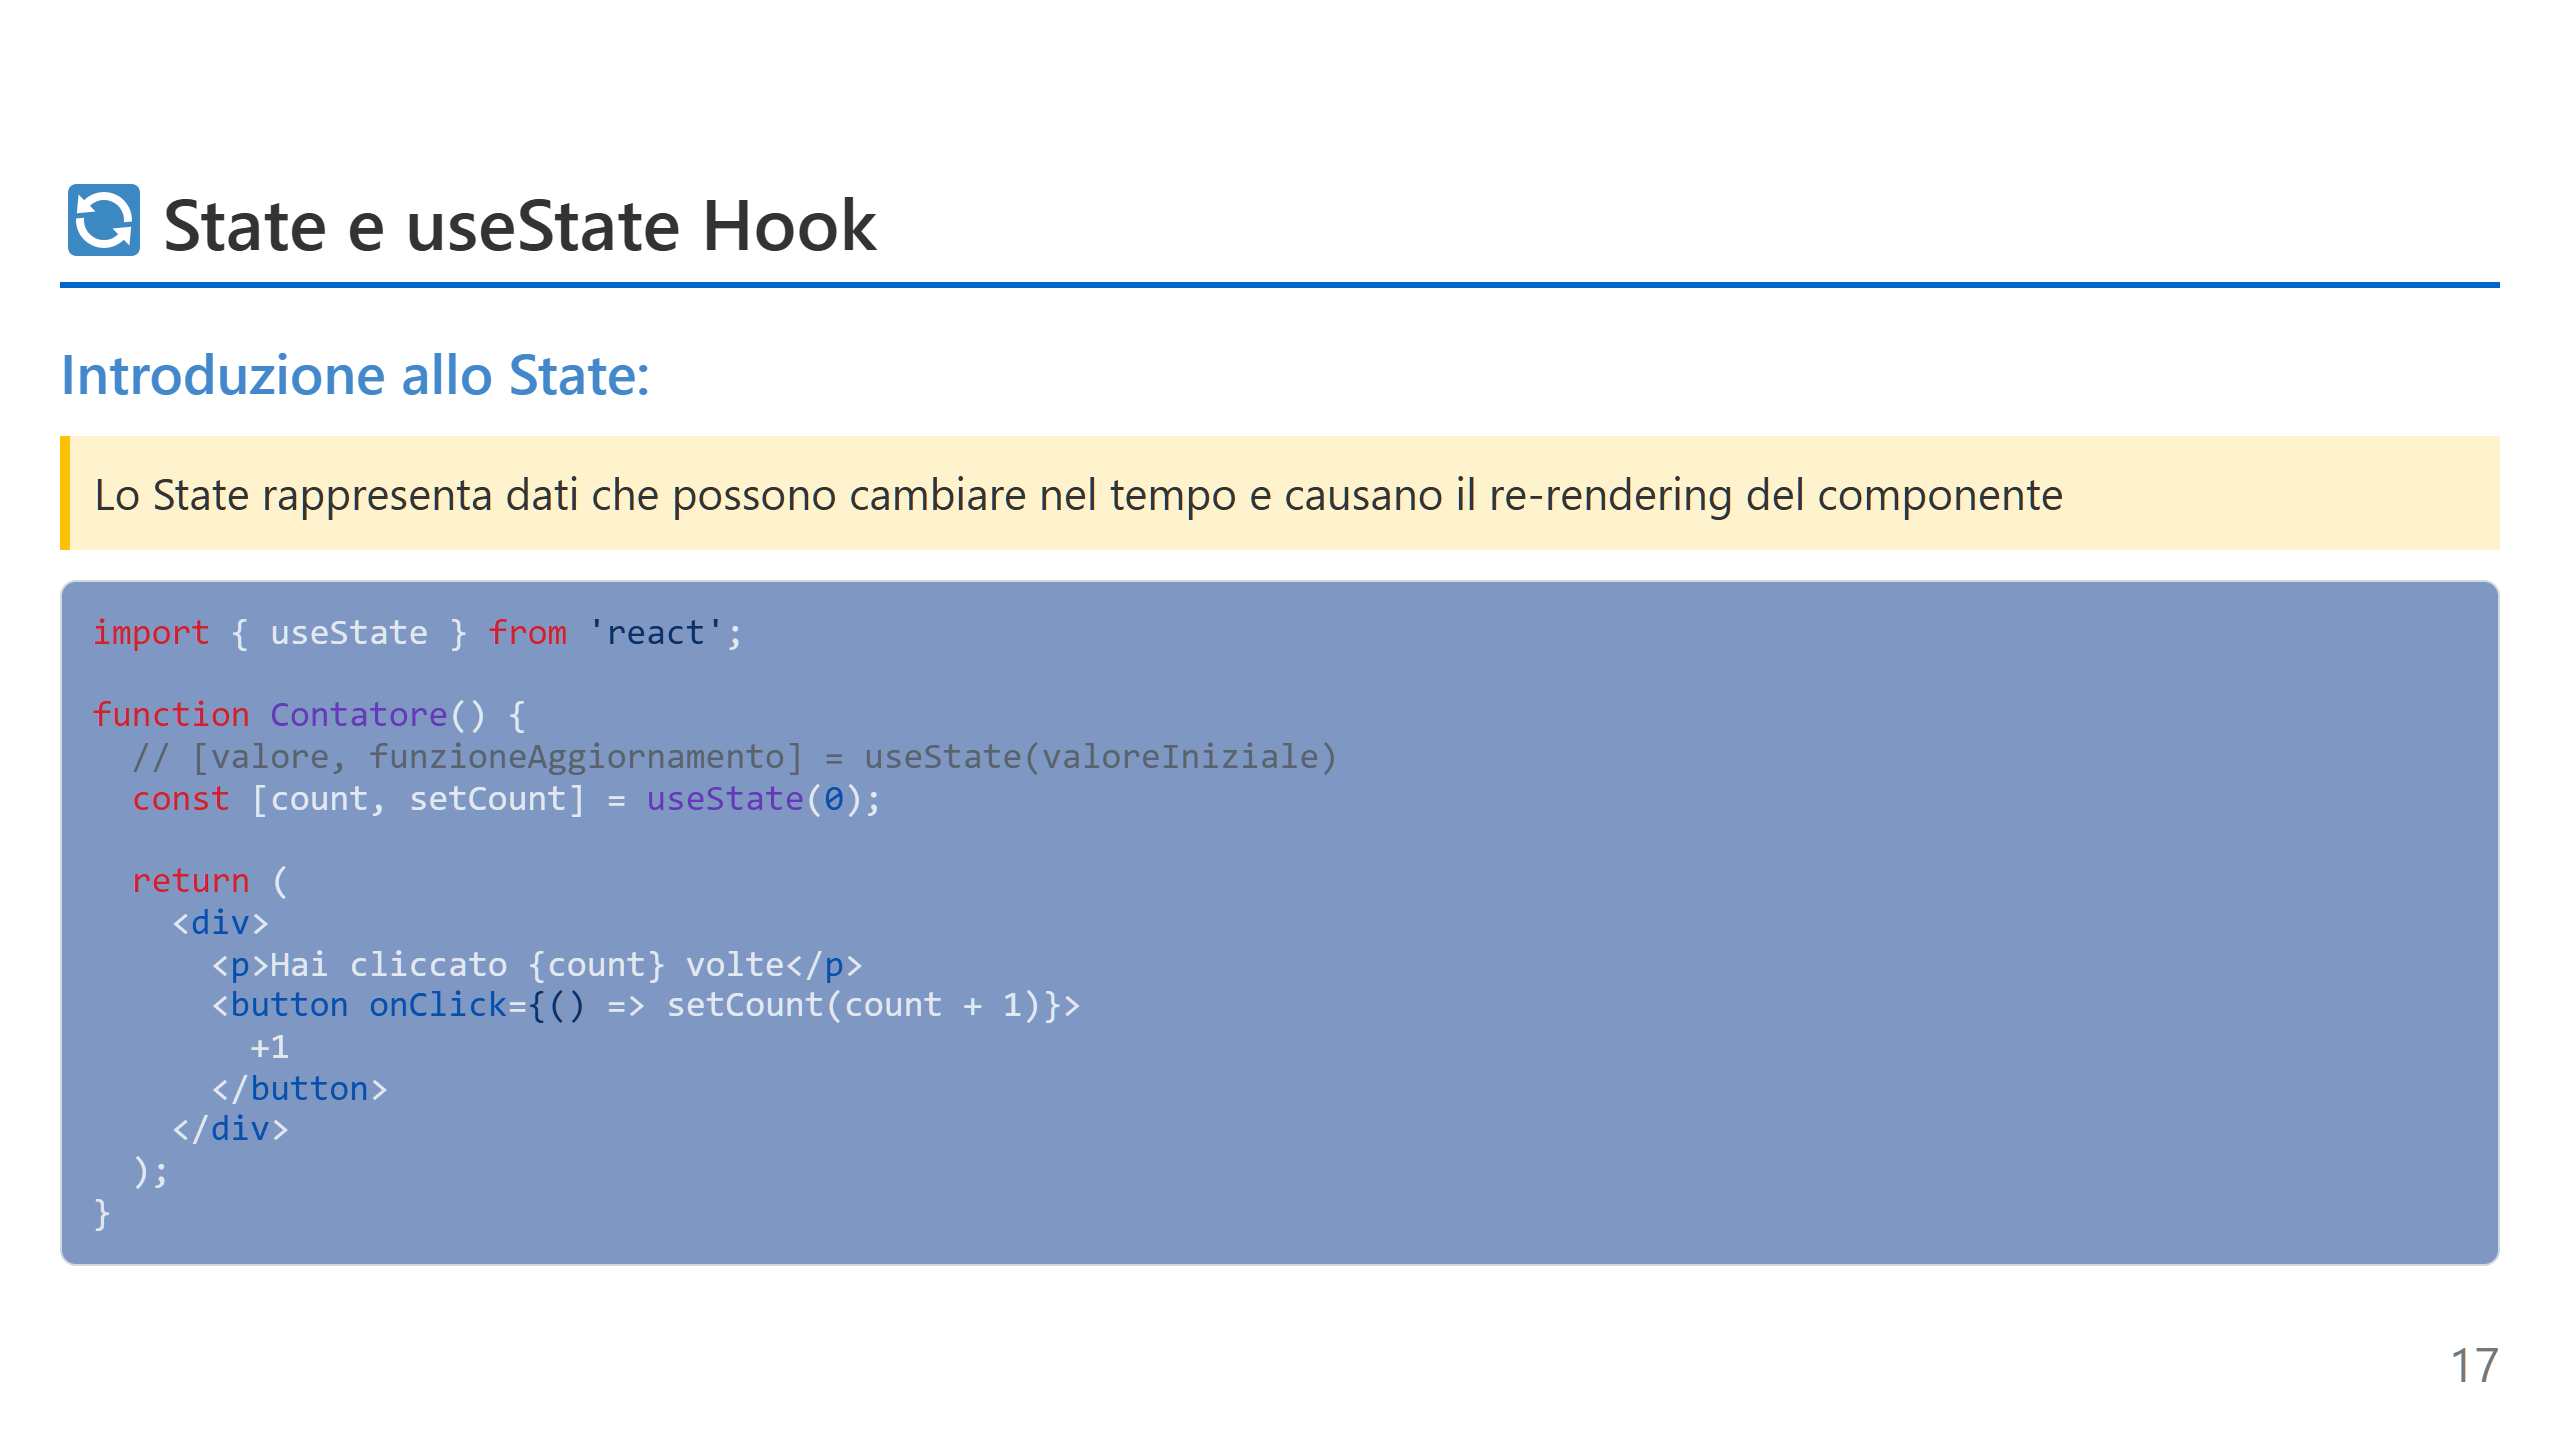 State e useState Hook
Introduzione allo State:
Lo State rappresenta dati che possono cambiare nel tempo e causano il re-rendering del componente
import { useState } from 'react';
function Contatore() {
  // [valore, funzioneAggiornamento] = useState(valoreIniziale)
  const [count, setCount] = useState(0);
  return (
    <div>
      <p>Hai cliccato {count} volte</p>
      <button onClick={() => setCount(count + 1)}>
        +1
      </button>
    </div>
  );
}
17